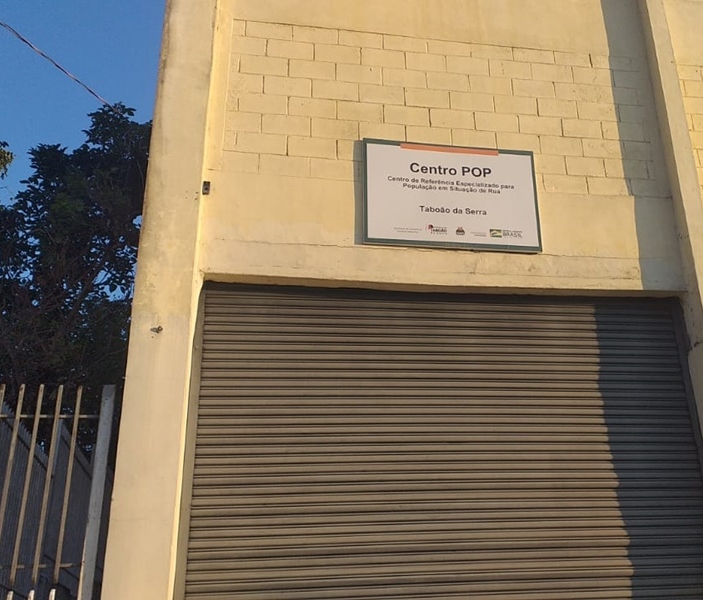 Centro POP
Centro de Referência Especializado para
População em Situação de Rua
Taboão da Serra
BRASIL